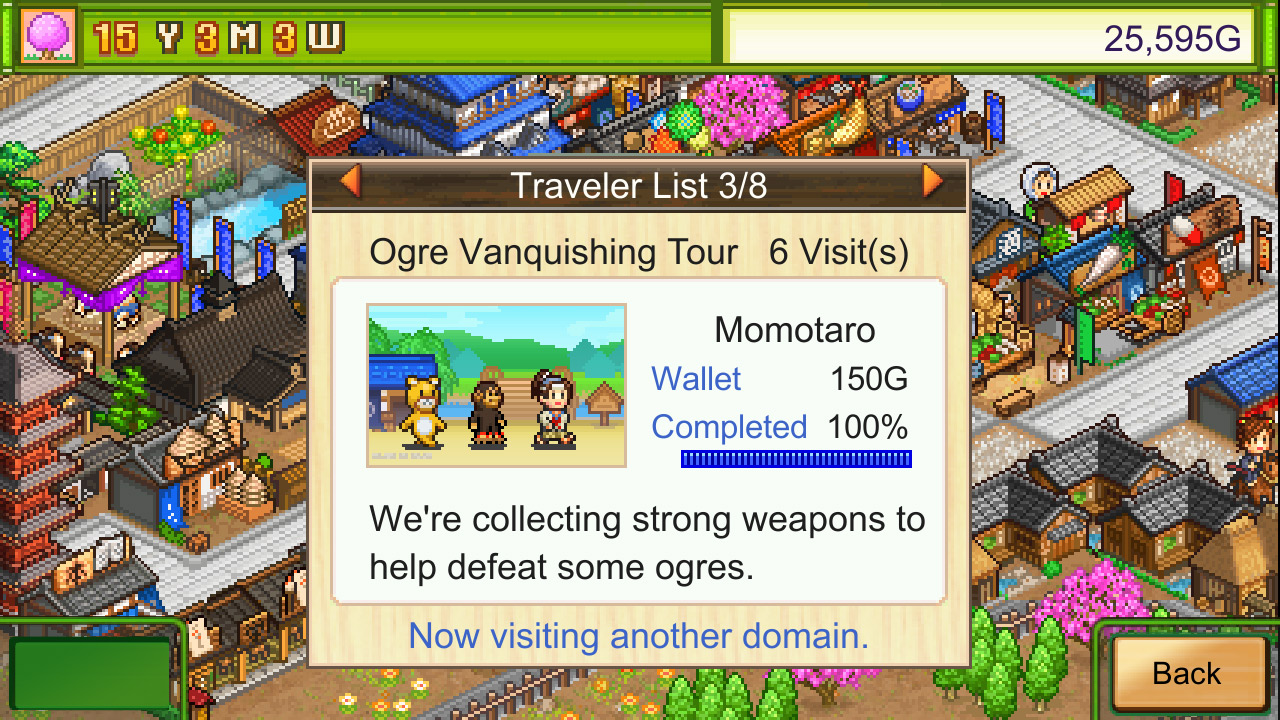 15 Y 3 M 3 W
25,595G
Traveler List 3/8
Ogre Vanquishing Tour 6 Visit(s)
Momotaro
Wallet 150G
Completed 100%
We're collecting strong weapons to
help defeat some ogres.
Now visiting another domain.
Back